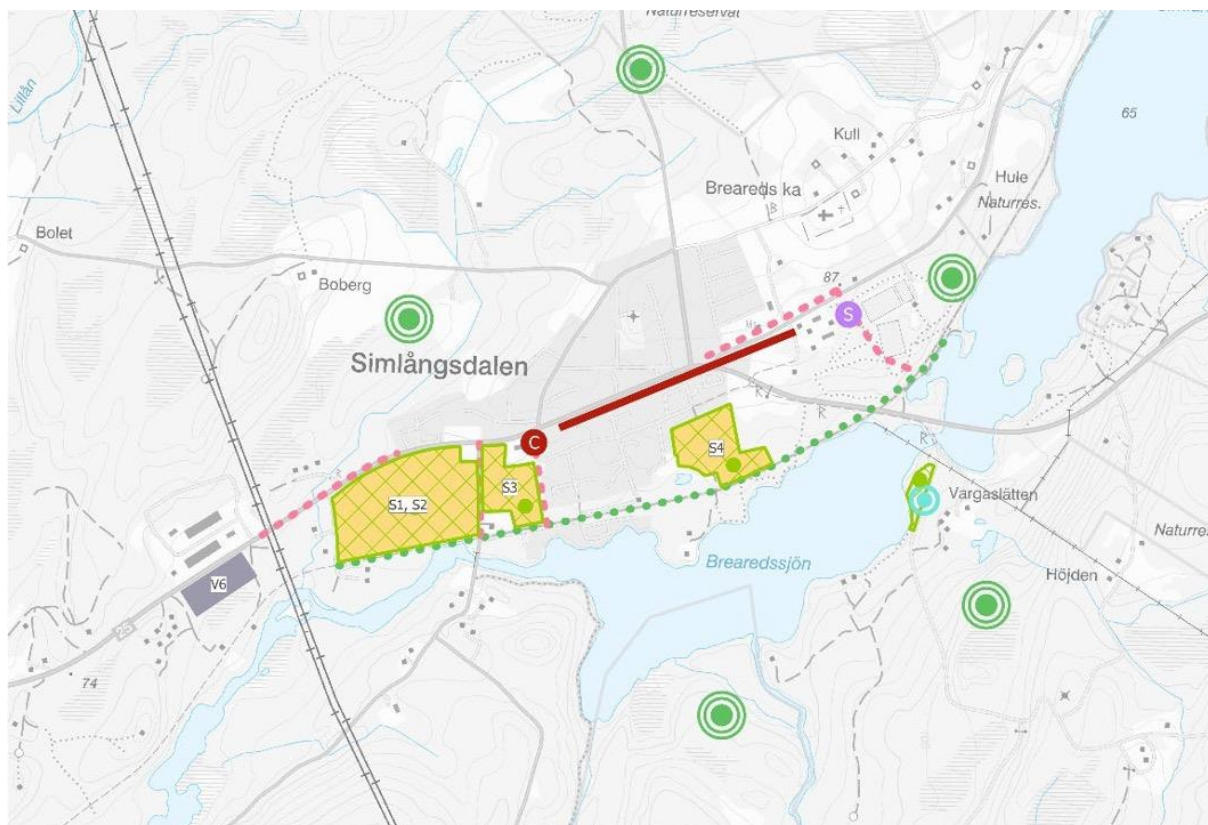 Naturreservat
Lillån
65
Kull
Breareds ka
Hule
Naturres.
Bolet
Boberg
87
S
Simlångsdalen
C
S4
S1, S2
S3
Vargaslätten
Naturres.
Brearedssjön
V6
Höjden
25
74